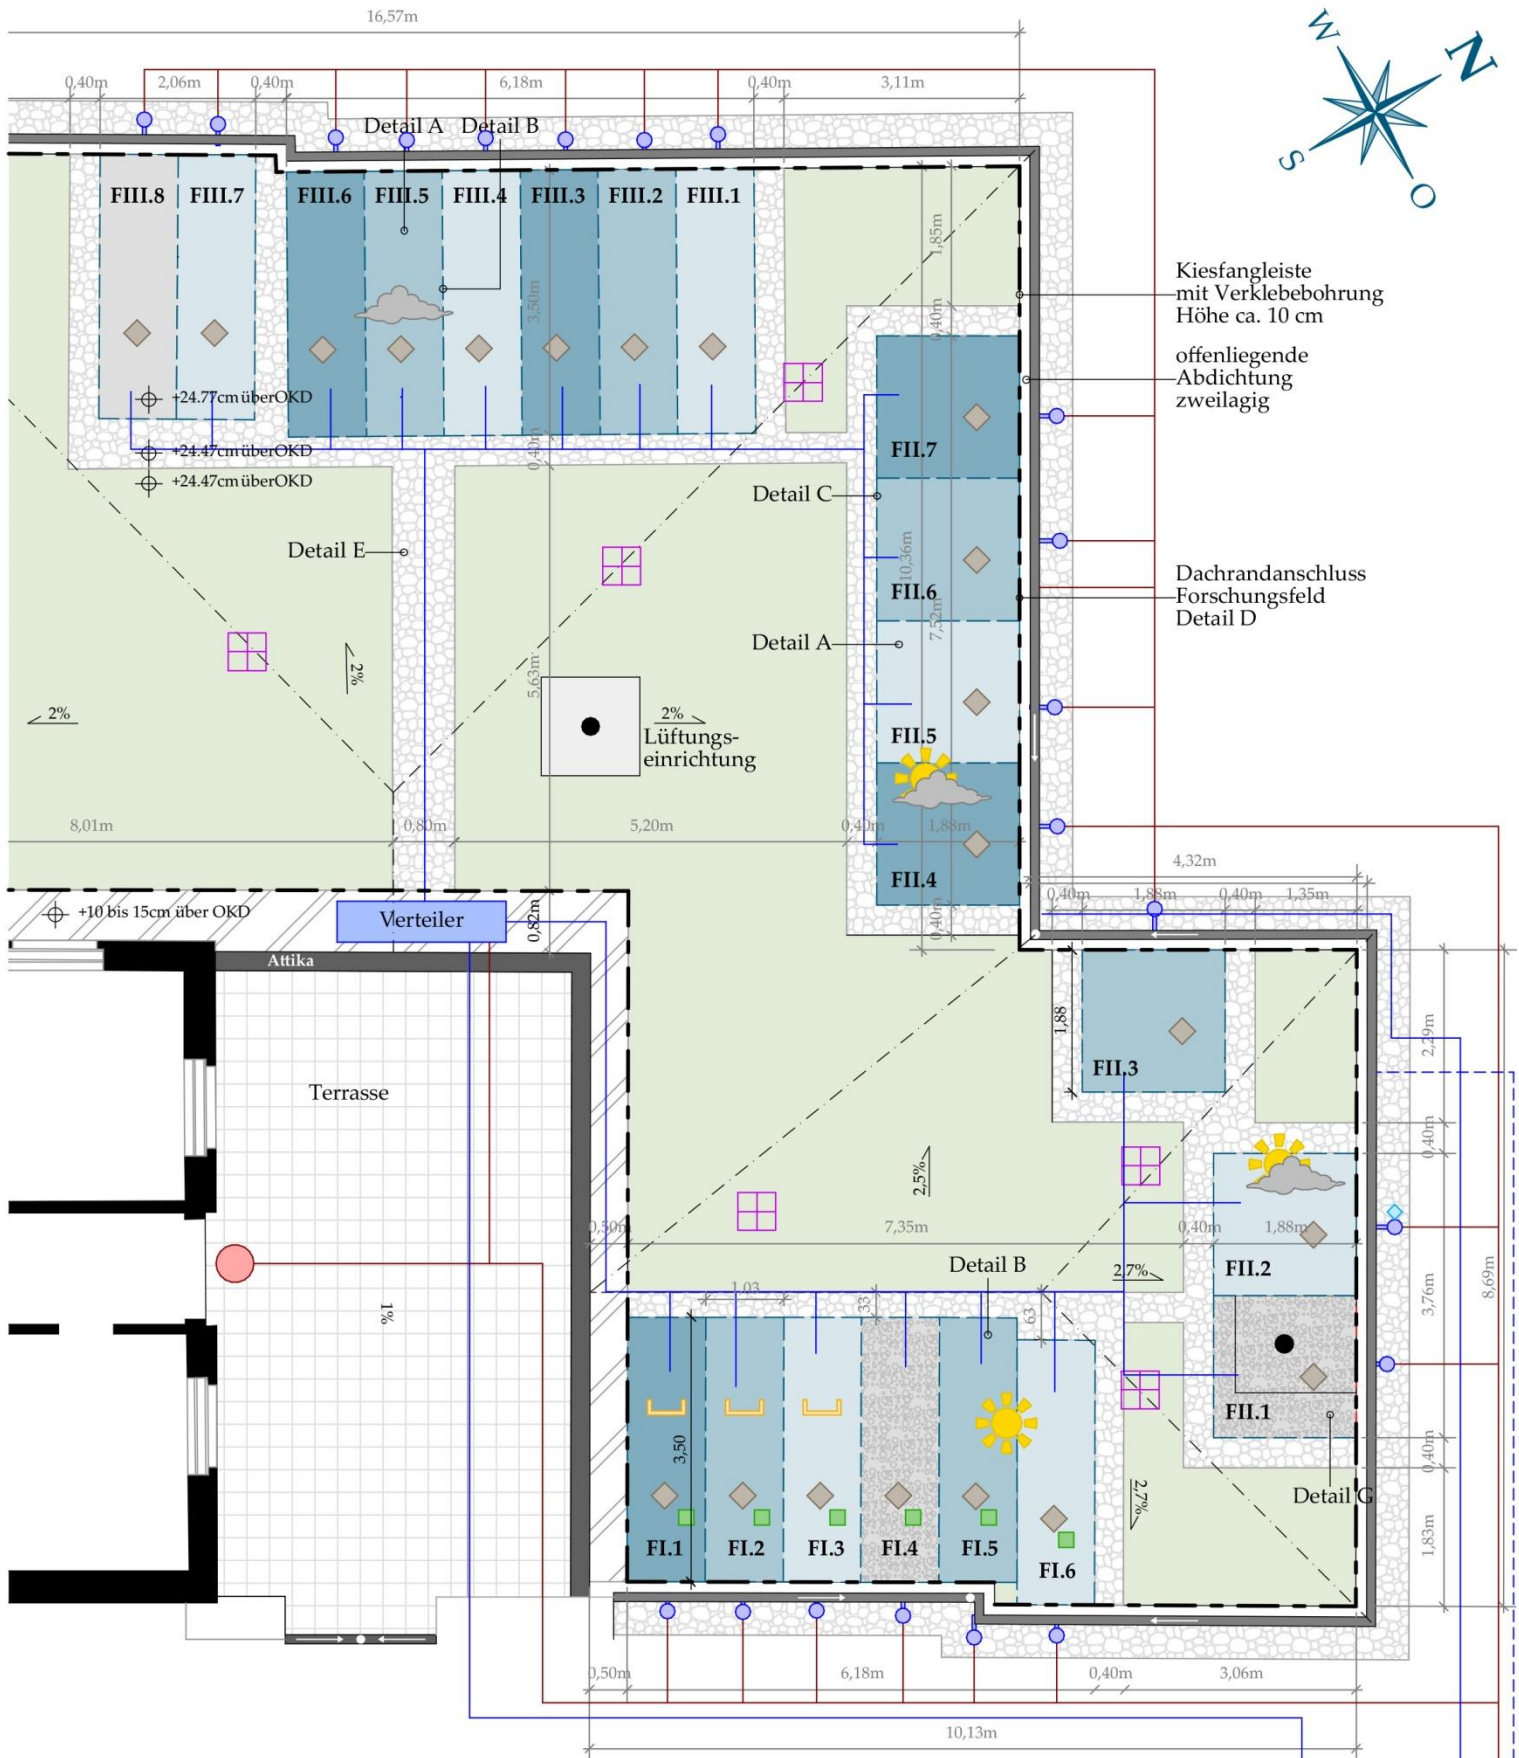 16,57m
W
N
S
O
0,40m
2,06m
0,40m
6,18m
0,40m
3,11m
Detail A
Detail B
FIII.8
FIII.7
FIII.6
FIII.5
FIII.4
FIII.3
FIII.2
FIII.1
1,85m
3,50m
0,40m
Kiesfangleiste
mit Verklebebohrung
Höhe ca. 10 cm
offenliegende
Abdichtung
zweilagig
+24.77cm überOKD
+24.47cm überOKD
+24.47cm überOKD
0,40m
FII.7
Detail C
Detail E
10,36m
FII.6
7,52m
Dachrandanschluss
Forschungsfeld
Detail D
Detail A
2%
2%
5,63m
2%
Lüftungs-
einrichtung
FII.5
8,01m
0,80m
5,20m
0,40m
1,88m
FII.4
4,32m
0,40m
1,88m
0,40m
1,35m
+10 bis 15cm über OKD
Verteiler
0,82m
0,40m
Attika
1,88
2,29m
FII.3
Terrasse
0,40m
2,5%
0,50m
7,35m
0,40m
1,88m
Detail B
2,7%
FII.2
1,03
33
63
3,76m
8,69m
1%
FII.1
3,50
0,40m
2,7%
Detail G
FI.1
FI.2
FI.3
FI.4
FI.5
FI.6
1,83m
0,50m
6,18m
0,40m
3,06m
10,13m